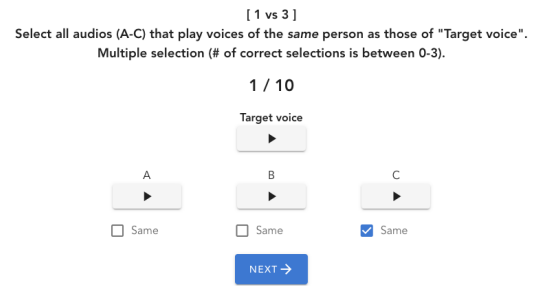 [ 1 vs 3 ]
Select all audios (A-C) that play voices of the same person as those of "Target voice".
Multiple selection (# of correct selections is between 0-3).
1 / 10
Target voice
A B C
Same Same Same
NEXT